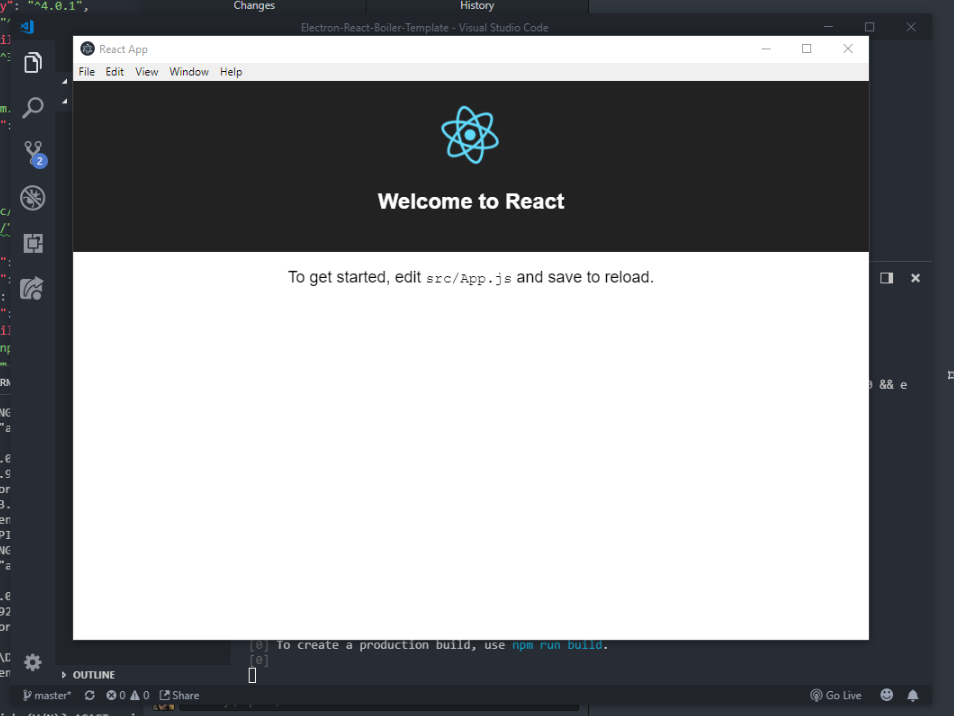 y": "^4.0.1",
Changes
History
Electron-React-Boiler-Template - Visual Studio Code
React App
File Edit View Window Help
Welcome to React
To get started, edit src/App.js and save to reload.
2
&& e
[0] To create a production build, use npm run build.
[0]
OUTLINE
master*
0
0
Share
Go Live